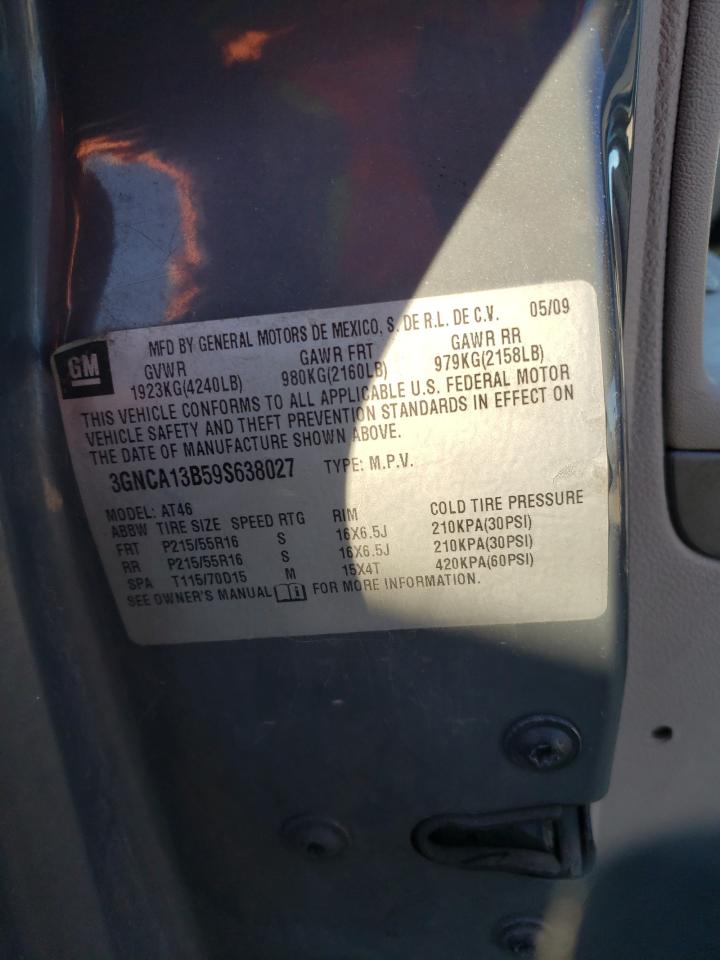 GM
MFD BY GENERAL MOTORS DE MEXICO, S. DE R.L. DE C.V. 05/09
GVWR GAWR FRT GAWR RR
1923KG(4240LB) 980KG(2160LB) 979KG(2158LB)
THIS VEHICLE CONFORMS TO ALL APPLICABLE U.S. FEDERAL MOTOR
VEHICLE SAFETY AND THEFT PREVENTION STANDARDS IN EFFECT ON
THE DATE OF MANUFACTURE SHOWN ABOVE.
3GNCA13B59S638027 TYPE: M.P.V.
MODEL: AT46
ABBW TIRE SIZE SPEED RTG RIM COLD TIRE PRESSURE
FRT P215/55R16 S 16X6.5J 210KPA(30PSI)
RR P215/55R16 S 16X6.5J 210KPA(30PSI)
SPA T115/70D15 M 15X4T 420KPA(60PSI)
SEE OWNER'S MANUAL FOR MORE INFORMATION.